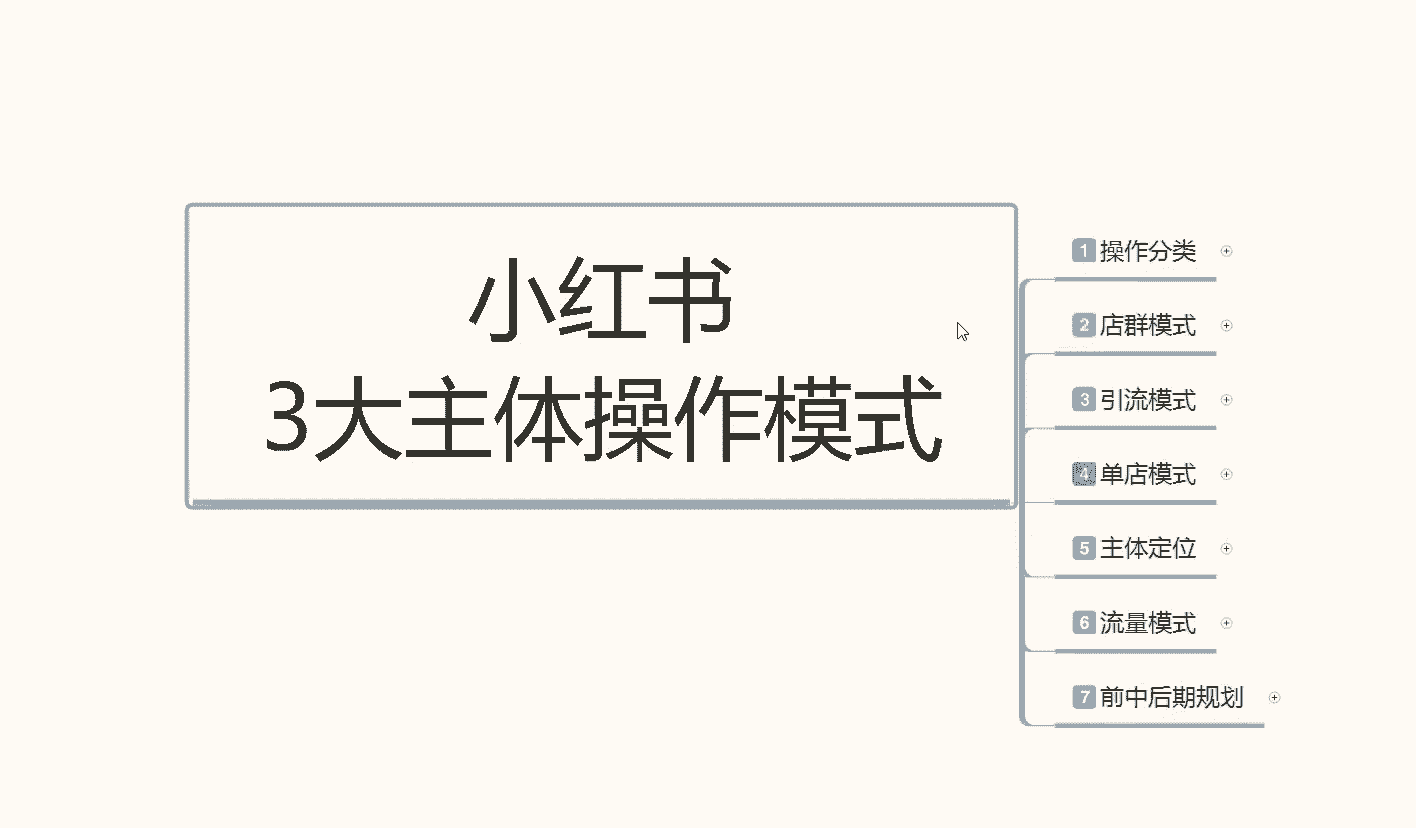 小红书
3大主体操作模式
1 操作分类
2 店群模式
3 引流模式
4 单店模式
5 主体定位
6 流量模式
7 前中后期规划